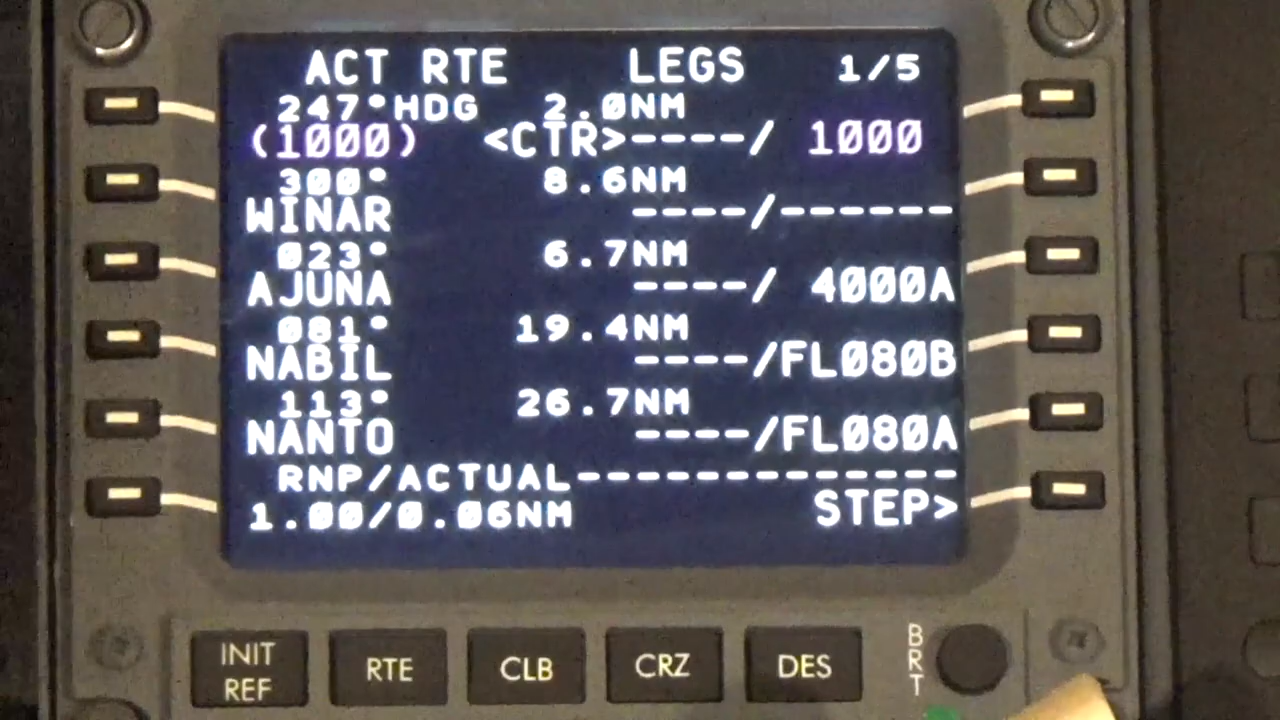 ACT RTE LEGS 1/5
247°HDG 2.0NM
(1000) <CTR>----/ 1000
300° 8.6NM
WINAR ----/------
023° 6.7NM
AJUNA ----/ 4000A
081° 19.4NM
NABIL ----/FL080B
113° 26.7NM
NANTO ----/FL080A
RNP/ACTUAL-------------
1.00/0.06NM STEP>
INIT REF RTE CLB CRZ DES BRT